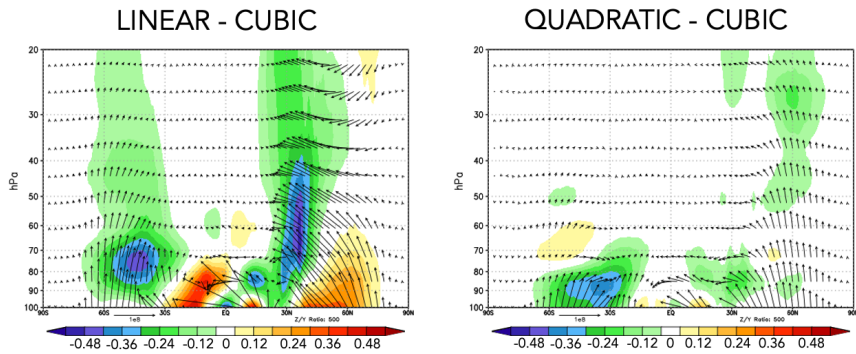 LINEAR - CUBIC
20
30
40
50
60
70
80
90
100
hPa
90S
60S
30S
EQ
30N
60N
90N
1e8
Z/Y Ratio: 500
-0.48 -0.36 -0.24 -0.12 0 0.12 0.24 0.36 0.48
QUADRATIC - CUBIC
20
30
40
50
60
70
80
90
100
hPa
90S
60S
30S
EQ
30N
60N
90N
1e8
Z/Y Ratio: 500
-0.48 -0.36 -0.24 -0.12 0 0.12 0.24 0.36 0.48